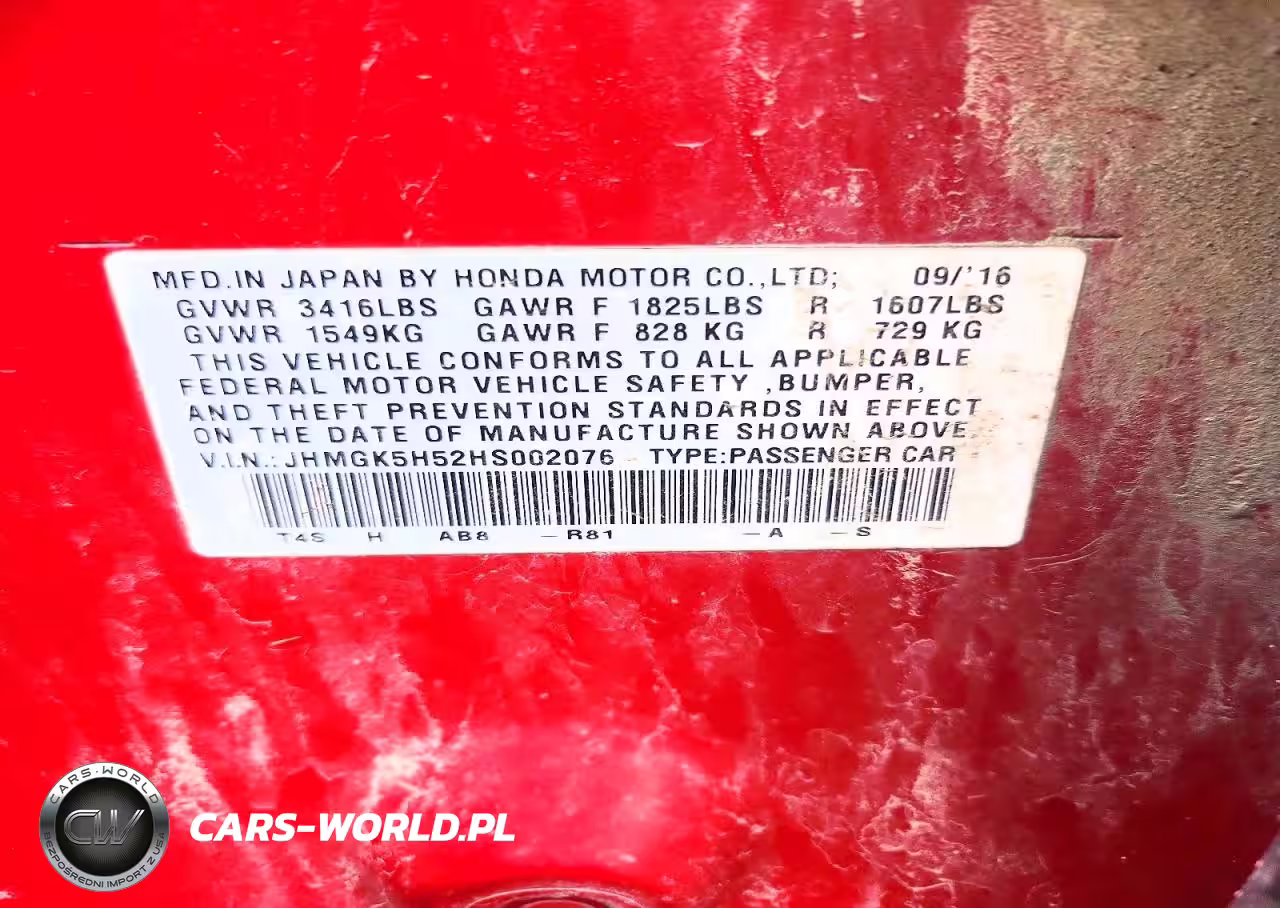 MFD.IN JAPAN BY HONDA MOTOR CO.,LTD; 09/'16
GVWR 3416LBS GAWR F 1825LBS R 1607LBS
GVWR 1549KG GAWR F 828 KG R 729 KG
THIS VEHICLE CONFORMS TO ALL APPLICABLE
FEDERAL MOTOR VEHICLE SAFETY ,BUMPER,
AND THEFT PREVENTION STANDARDS IN EFFECT
ON THE DATE OF MANUFACTURE SHOWN ABOVE.
V.I.N.: JHMGK5H52HS002076 TYPE:PASSENGER CAR
T4S H AB8 - R81 - A - S
CARS-WORLD
CW
BEZPOŚREDNI IMPORT Z USA
CARS-WORLD.PL